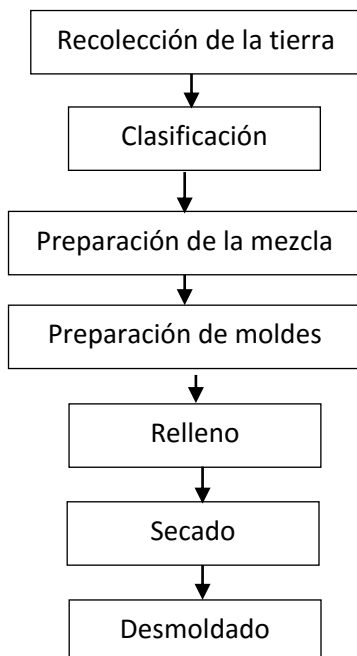 Recolección de la tierra
Clasificación
Preparación de la mezcla
Preparación de moldes
Relleno
Secado
Desmoldado